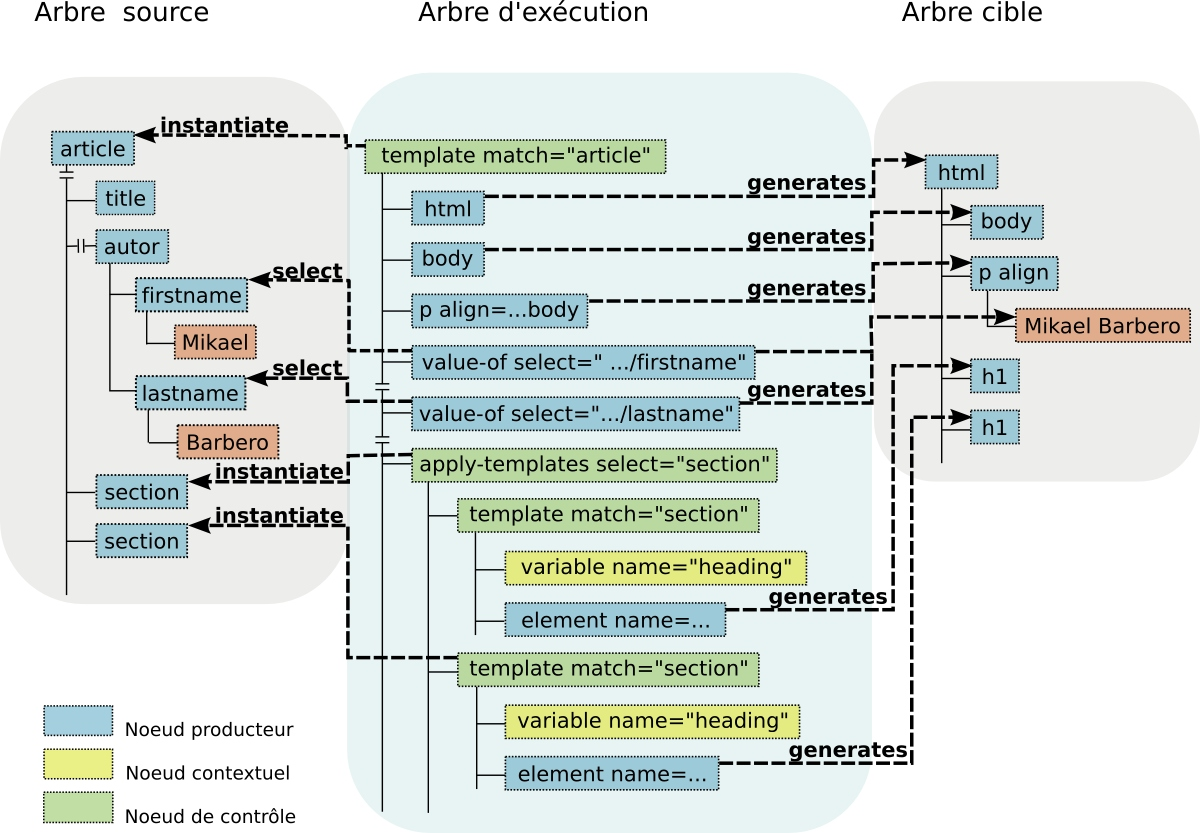 Arbre source
article
title
autor
firstname
Mikael
lastname
Barbero
section
section
instantiate
select
select
instantiate
instantiate
Arbre d'exécution
template match="article"
html
body
p align=...body
value-of select=" .../firstname"
value-of select=".../lastname"
apply-templates select="section"
template match="section"
variable name="heading"
element name=...
template match="section"
variable name="heading"
element name=...
generates
generates
generates
generates
generates
generates
Arbre cible
html
body
p align
Mikael Barbero
h1
h1
Noeud producteur
Noeud contextuel
Noeud de contrôle